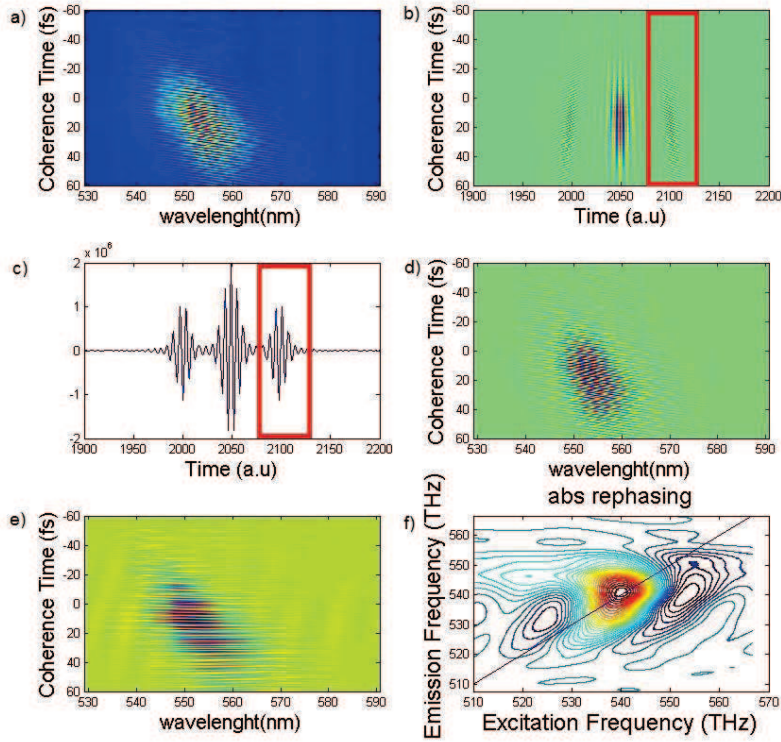 a)
Coherence Time (fs)
-60
-40
-20
0
20
40
60
530 540 550 560 570 580 590
wavelenght(nm)
b)
Coherence Time (fs)
-60
-40
-20
0
20
40
60
1900 1950 2000 2050 2100 2150 2200
Time (a.u)
c)
x 10^6
2
1
0
-1
-2
1900 1950 2000 2050 2100 2150 2200
Time (a.u)
d)
Coherence Time (fs)
-60
-40
-20
0
20
40
60
530 540 550 560 570 580 590
wavelenght(nm)
e)
Coherence Time (fs)
-60
-40
-20
0
20
40
60
530 540 550 560 570 580 590
wavelenght(nm)
abs rephasing
f)
Emission Frequency (THz)
560
550
540
530
520
510
510 520 530 540 550 560 570
Excitation Frequency (THz)